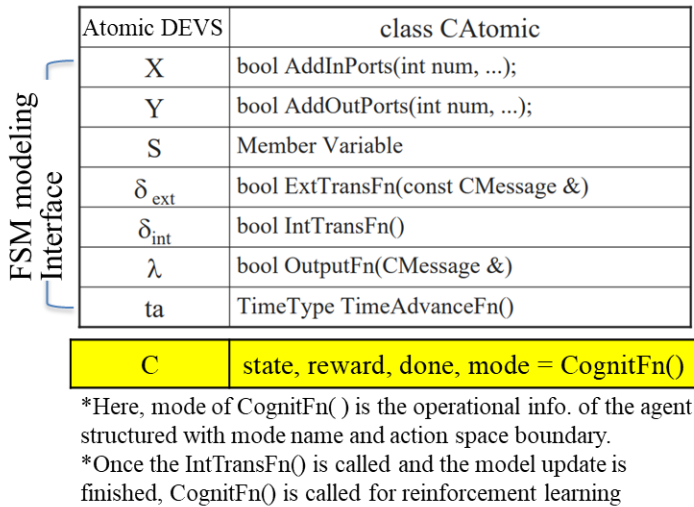 Atomic DEVS class CAtomic
FSM modeling
Interface
X bool AddInPorts(int num, ...);
Y bool AddOutPorts(int num, ...);
S Member Variable
δ ext bool ExtTransFn(const CMessage &)
δint bool IntTransFn()
λ bool OutputFn(CMessage &)
ta TimeType TimeAdvanceFn()
C state, reward, done, mode = CognitFn()
*Here, mode of CognitFn( ) is the operational info. of the agent
structured with mode name and action space boundary.
*Once the IntTransFn() is called and the model update is
finished, CognitFn() is called for reinforcement learning